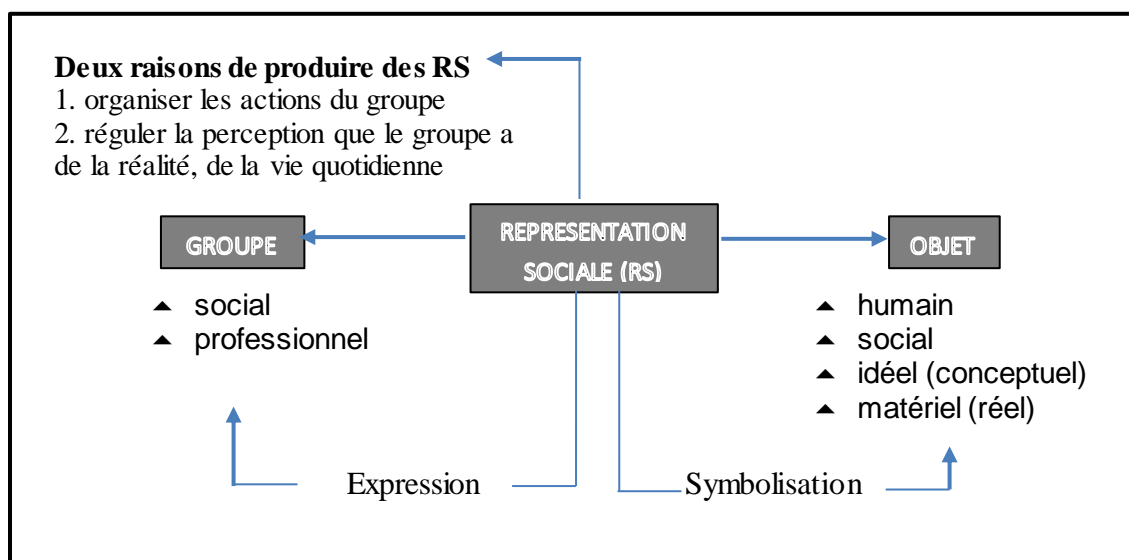 Deux raisons de produire des RS
1. organiser les actions du groupe
2. réguler la perception que le groupe a
de la réalité, de la vie quotidienne
GROUPE
REPRESENTATION
SOCIALE (RS)
OBJET
social
professionnel
humain
social
idéel (conceptuel)
matériel (réel)
Expression
Symbolisation